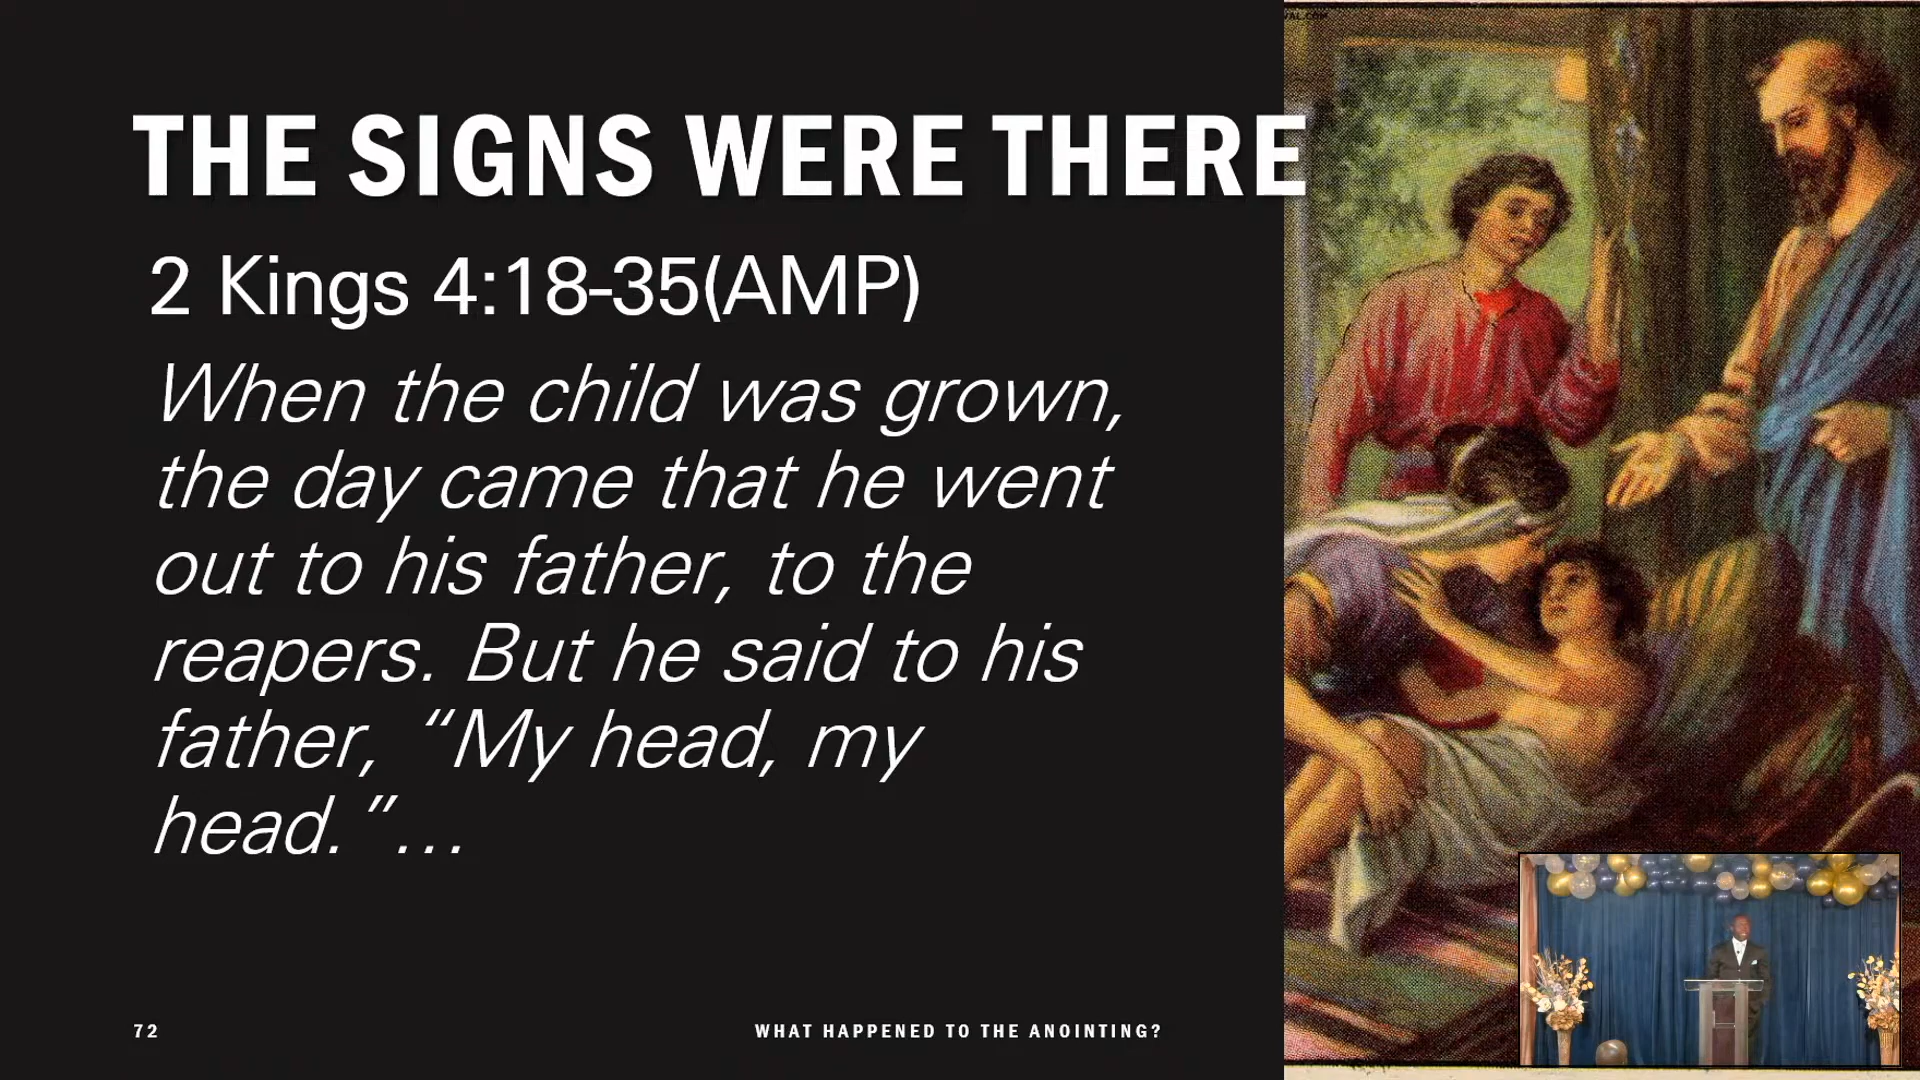 THE SIGNS WERE THERE
2 Kings 4:18-35(AMP)
When the child was grown,
the day came that he went
out to his father, to the
reapers. But he said to his
father, “My head, my
head.”...
72
WHAT HAPPENED TO THE ANOINTING?